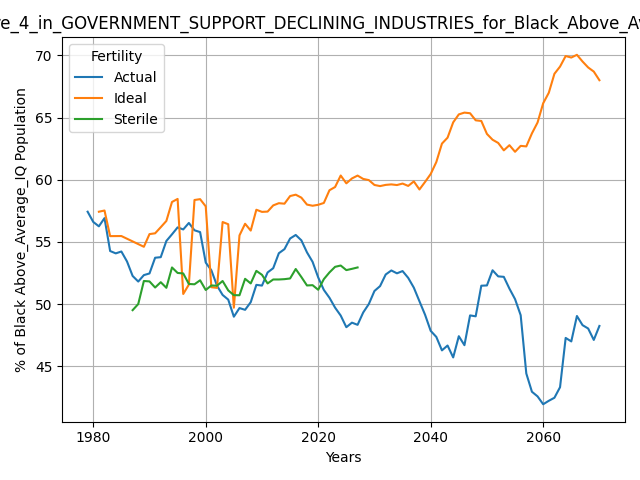 re_4_in_GOVERNMENT_SUPPORT_DECLINING_INDUSTRIES_for_Black_Above_Av
Fertility
Actual
Ideal
Sterile
% of Black Above_Average_IQ Population
70
65
60
55
50
45
1980
2000
2020
2040
2060
Years